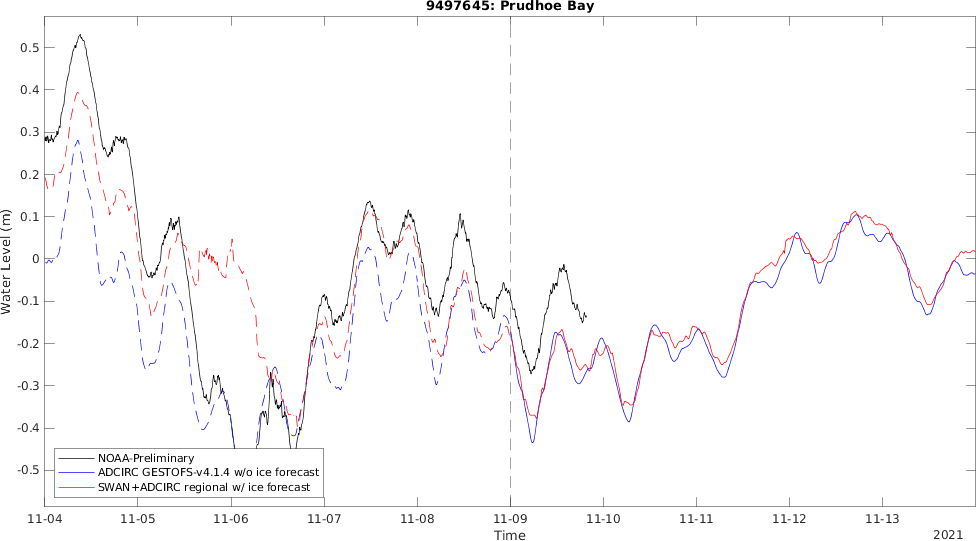 9497645: Prudhoe Bay
Water Level (m)
0.5
0.4
0.3
0.2
0.1
0
-0.1
-0.2
-0.3
-0.4
-0.5
NOAA-Preliminary
ADCIRC GESTOFS-v4.1.4 w/o ice forecast
SWAN+ADCIRC regional w/ ice forecast
11-04 11-05 11-06 11-07 11-08 11-09 11-10 11-11 11-12 11-13
Time
2021